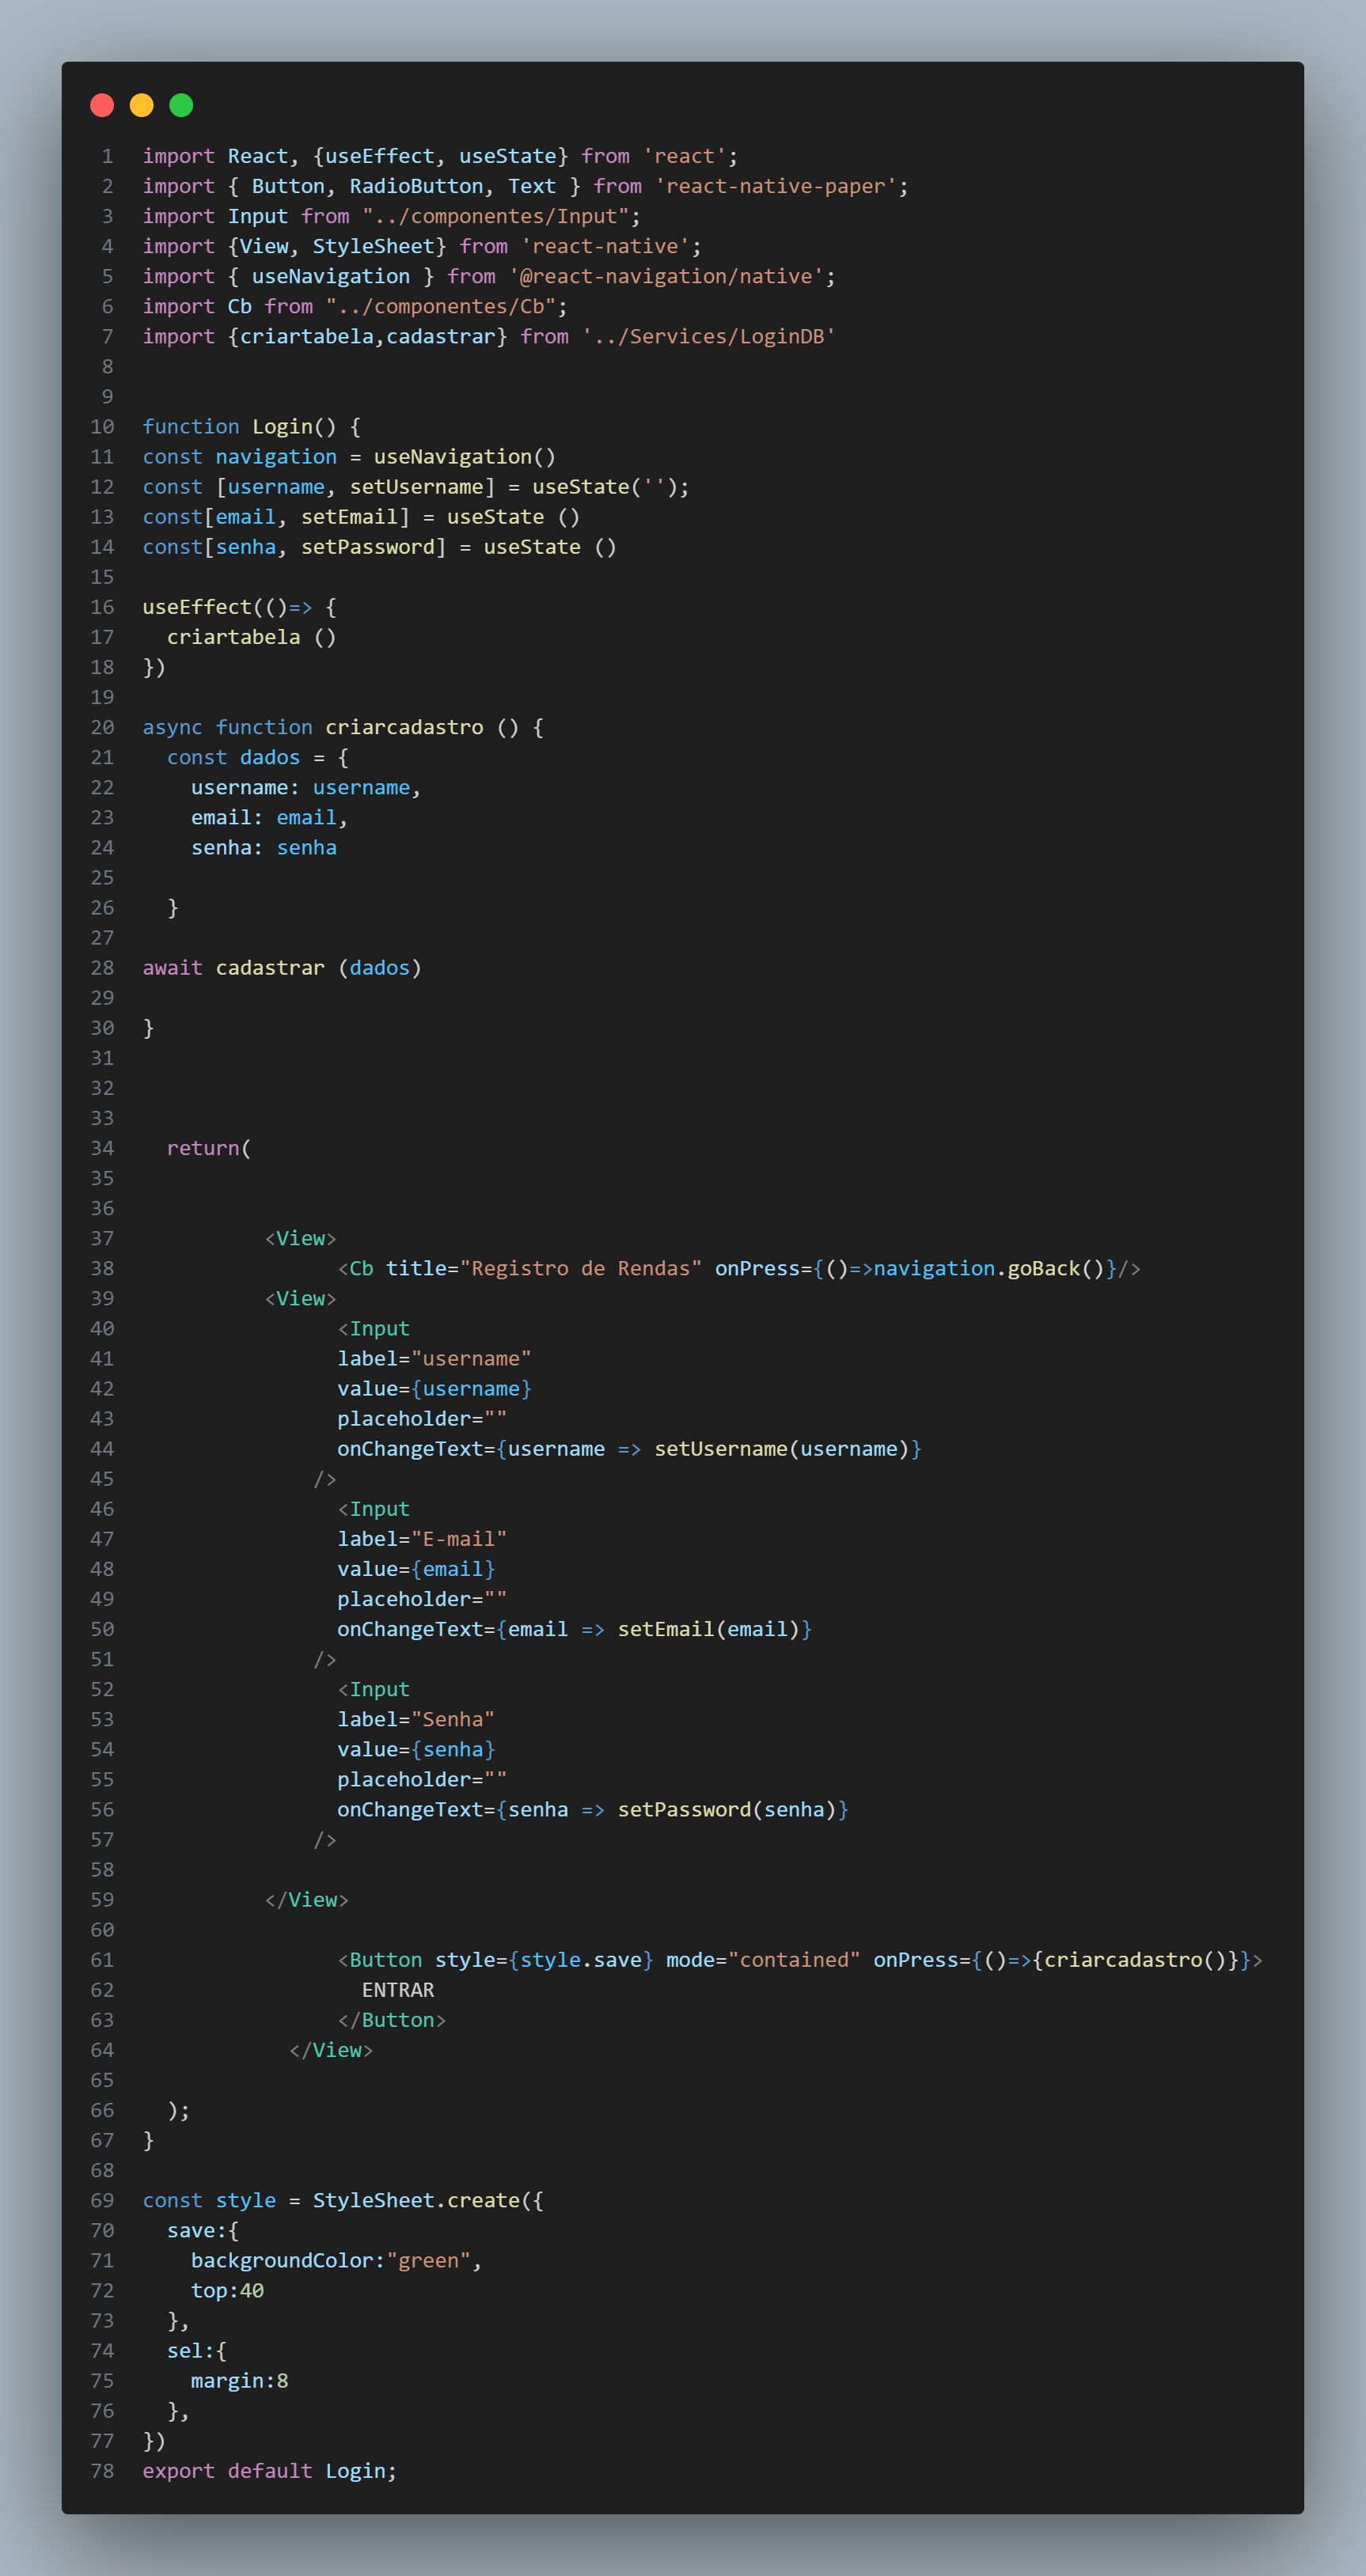 1 import React, {useEffect, useState} from 'react';
2 import { Button, RadioButton, Text } from 'react-native-paper';
3 import Input from "../componentes/Input";
4 import {View, StyleSheet} from 'react-native';
5 import { useNavigation } from '@react-navigation/native';
6 import Cb from "../componentes/Cb";
7 import {criartabela,cadastrar} from '../Services/LoginDB'
8
9
10 function Login() {
11 const navigation = useNavigation()
12 const [username, setUsername] = useState('');
13 const[email, setEmail] = useState ()
14 const[senha, setPassword] = useState ()
15
16 useEffect(()=> {
17   criartabela ()
18 })
19
20 async function criarcadastro () {
21   const dados = {
22     username: username,
23     email: email,
24     senha: senha
25
26   }
27
28 await cadastrar (dados)
29
30 }
31
32
33
34   return(
35
36
37           <View>
38                 <Cb title="Registro de Rendas" onPress={()=>navigation.goBack()}/>
39           <View>
40                 <Input
41                 label="username"
42                 value={username}
43                 placeholder=""
44                 onChangeText={username => setUsername(username)}
45               />
46                 <Input
47                 label="E-mail"
48                 value={email}
49                 placeholder=""
50                 onChangeText={email => setEmail(email)}
51               />
52                 <Input
53                 label="Senha"
54                 value={senha}
55                 placeholder=""
56                 onChangeText={senha => setPassword(senha)}
57               />
58
59           </View>
60
61                 <Button style={style.save} mode="contained" onPress={()=>{criarcadastro()}}>
62                   ENTRAR
63                 </Button>
64             </View>
65
66   );
67 }
68
69 const style = StyleSheet.create({
70   save:{
71     backgroundColor:"green",
72     top:40
73   },
74   sel:{
75     margin:8
76   },
77 })
78 export default Login;